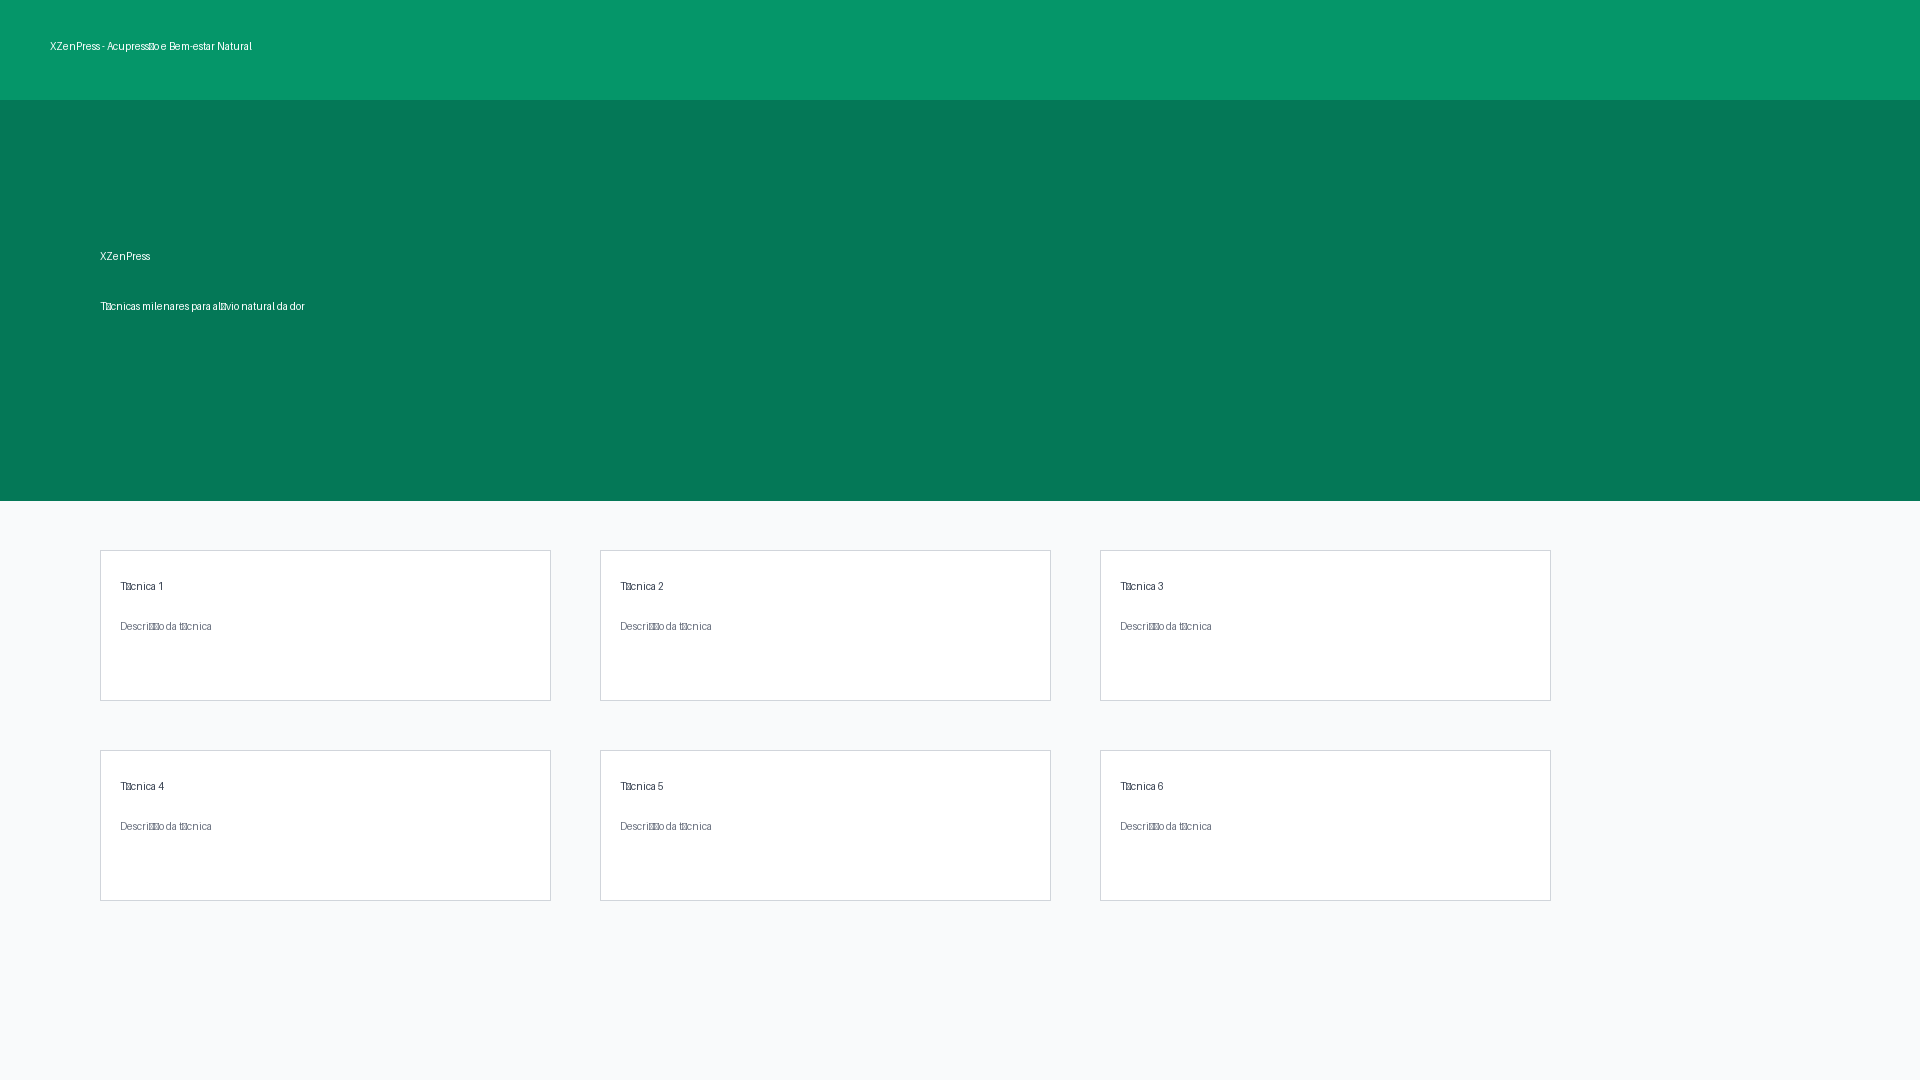 XZenPress - Acupress▯o e Bem-estar Natural
XZenPress
T▯cnicas milenares para al▯vio natural da dor
T▯cnica 1
Descri▯▯o da t▯cnica
T▯cnica 2
Descri▯▯o da t▯cnica
T▯cnica 3
Descri▯▯o da t▯cnica
T▯cnica 4
Descri▯▯o da t▯cnica
T▯cnica 5
Descri▯▯o da t▯cnica
T▯cnica 6
Descri▯▯o da t▯cnica